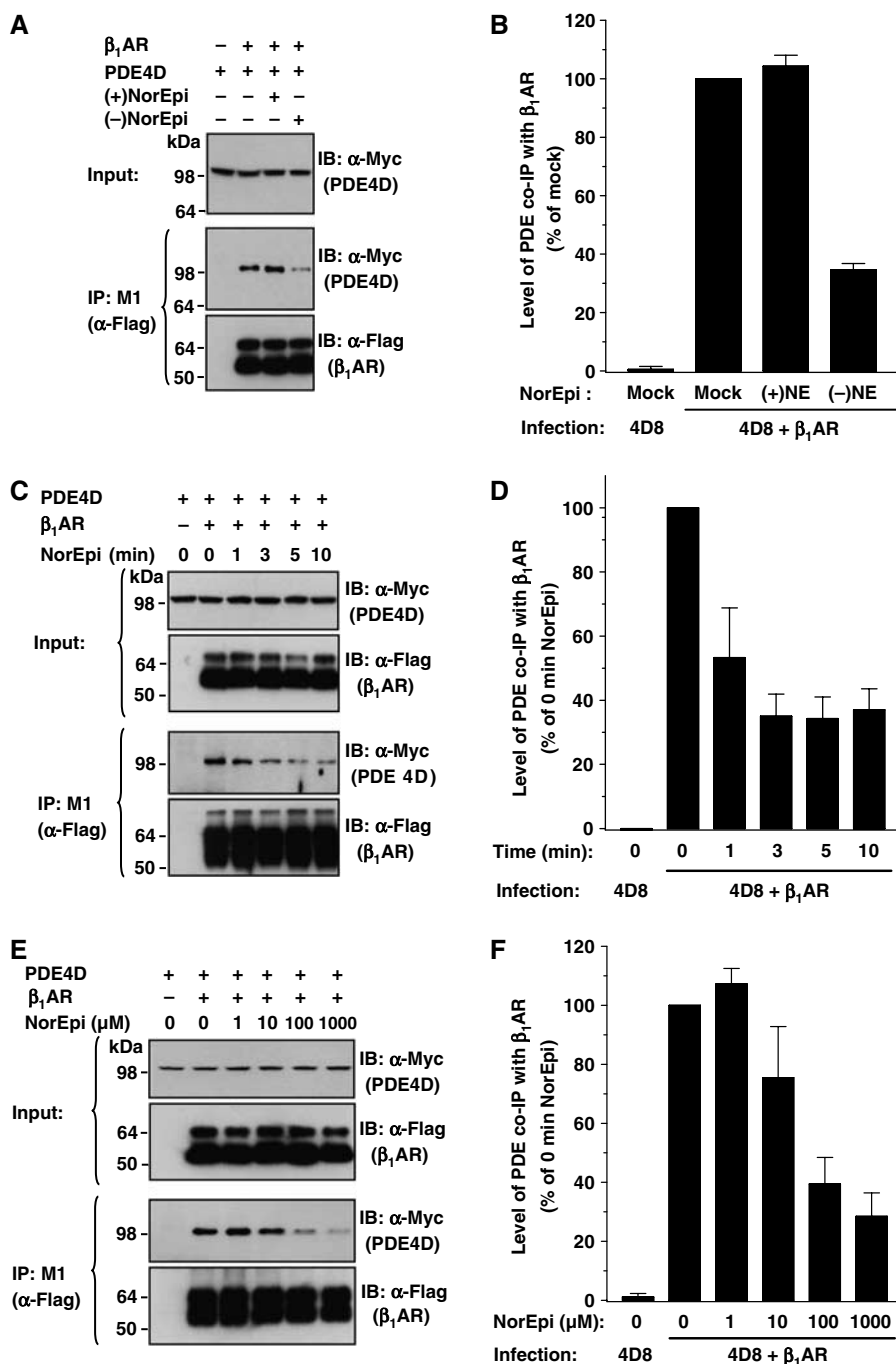 A
β₁AR – + + +
PDE4D + + + +
(+)NorEpi +
(–)NorEpi +
kDa
Input:
98
64
IB: α-Myc
(PDE4D)
IP: M1
(α-Flag)
98
64
IB: α-Myc
(PDE4D)
64
50
IB: α-Flag
(β₁AR)
B
Level of PDE co-IP with β₁AR
(% of mock)
120
100
80
60
40
20
0
NorEpi : Mock Mock (+)NE (–)NE
Infection: 4D8 4D8 + β₁AR
C
PDE4D + + + + + +
β₁AR – + + + + +
NorEpi (min) 0 0 1 3 5 10
kDa
Input:
98
IB: α-Myc
(PDE4D)
64
50
IB: α-Flag
(β₁AR)
IP: M1
(α-Flag)
98
IB: α-Myc
(PDE 4D)
64
50
IB: α-Flag
(β₁AR)
D
Level of PDE co-IP with β₁AR
(% of 0 min NorEpi)
100
80
60
40
20
0
Time (min): 0 0 1 3 5 10
Infection: 4D8 4D8 + β₁AR
E
PDE4D + + + + + +
β₁AR – + + + + +
NorEpi (µM) 0 0 1 10 100 1000
kDa
Input:
98
IB: α-Myc
(PDE4D)
64
50
IB: α-Flag
(β₁AR)
IP: M1
(α-Flag)
98
IB: α-Myc
(PDE4D)
64
50
IB: α-Flag
(β₁AR)
F
Level of PDE co-IP with β₁AR
(% of 0 min NorEpi)
120
100
80
60
40
20
0
NorEpi (µM): 0 0 1 10 100 1000
Infection: 4D8 4D8 + β₁AR